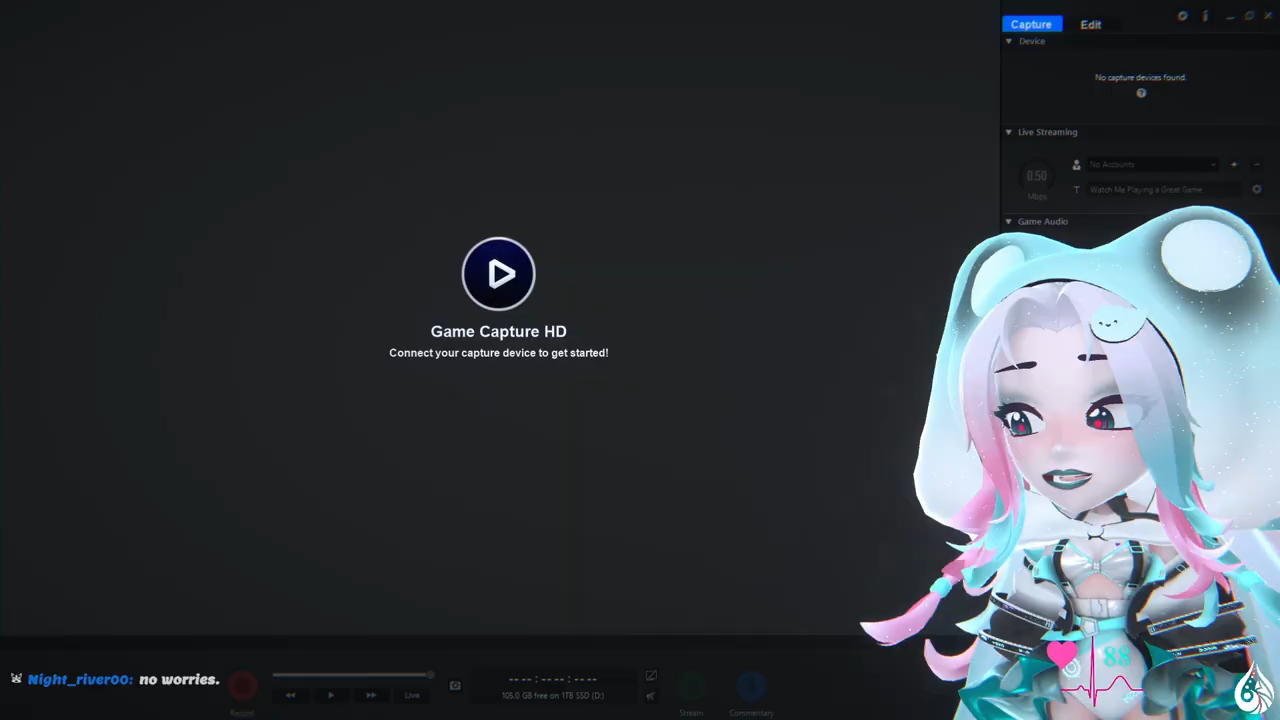 Capture Edit
Device
No capture devices found.
Live Streaming
No Accounts
0.50
Mbps
T Watch Me Playing a Great Game
Game Audio
Game Capture HD
Connect your capture device to get started!
88
Night_river00: no worries.
Live
--:--:--:--
105.0 GB free on 1TB SSD (D:)
Record
Stream
Commentary
6